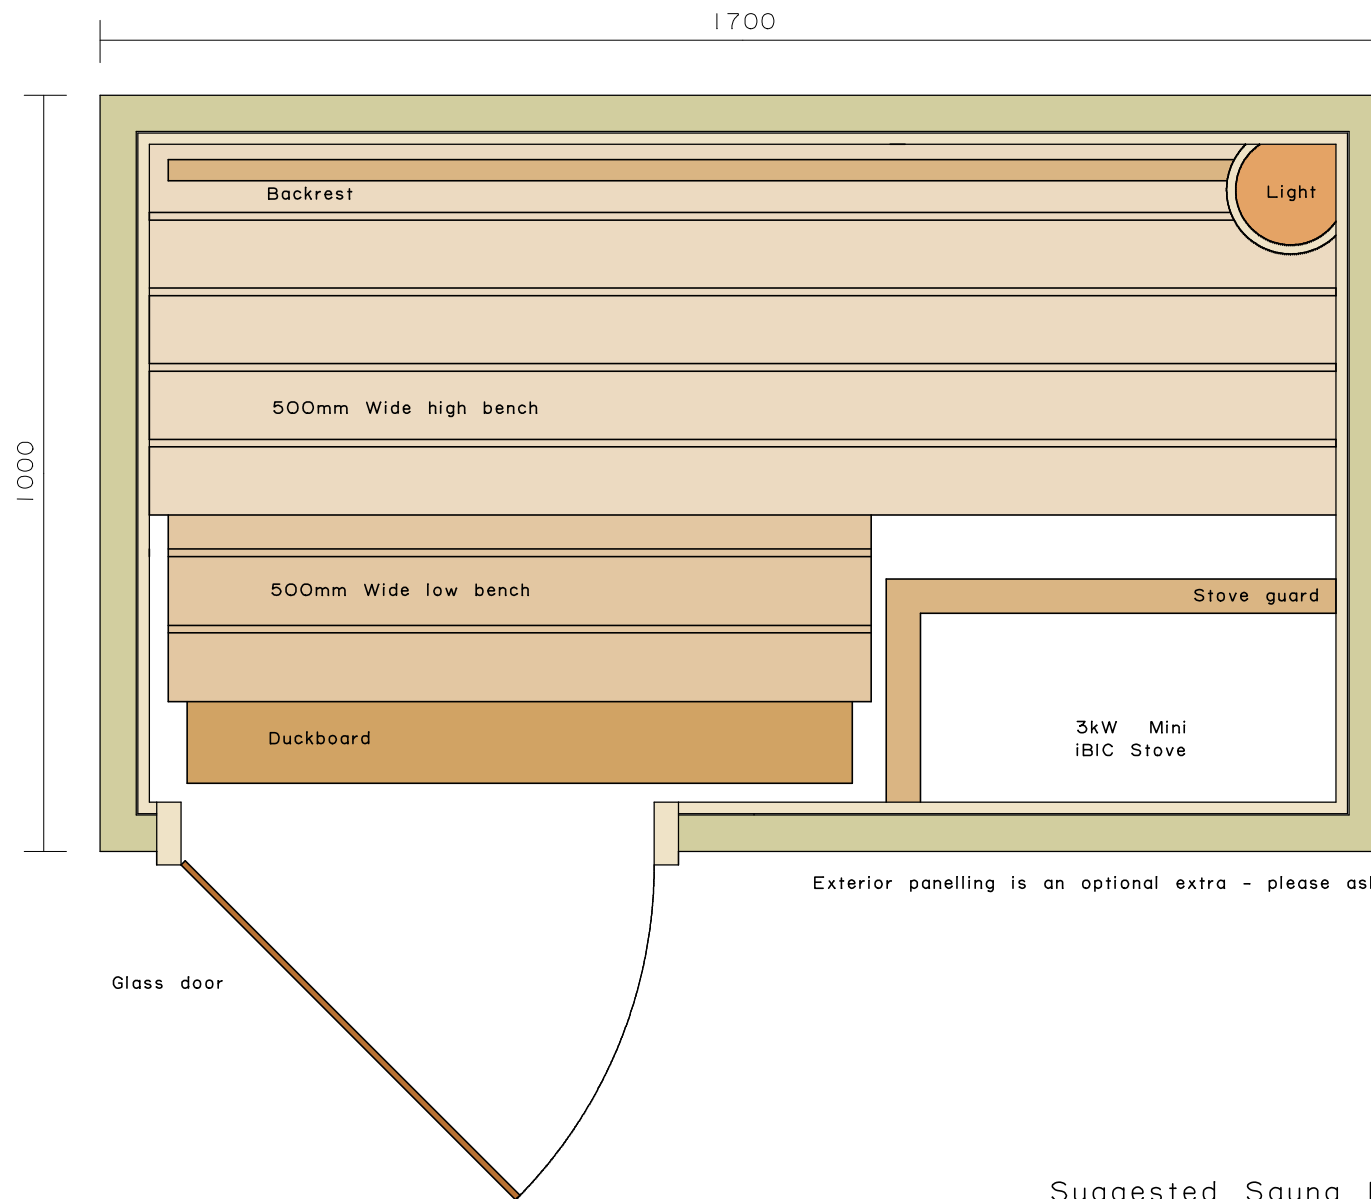 1700
Backrest
Light
500mm Wide high bench
1000
500mm Wide low bench
Stove guard
3kW Mini
iBIC Stove
Duckboard
Exterior panelling is an optional extra - please
Glass door
Suggested Sauna